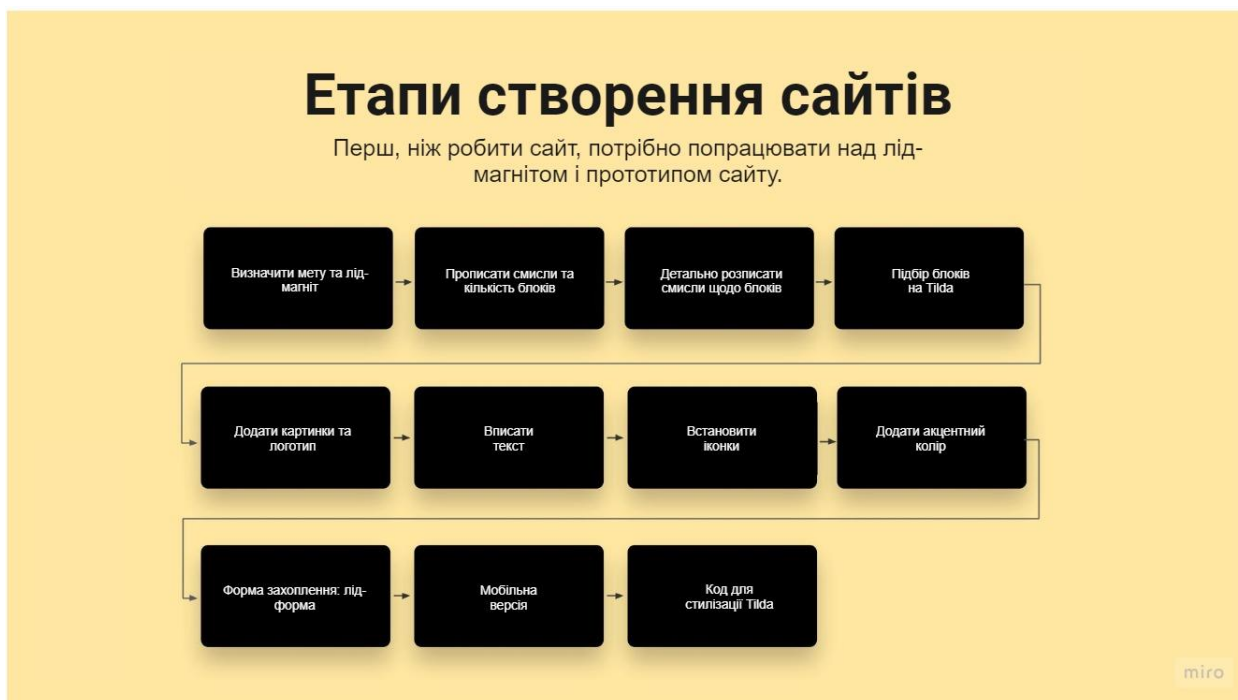 Етапи створення сайтів
Перш, ніж робити сайт, потрібно попрацювати над лід-
магнітом і прототипом сайту.
Визначити мету та лід-
магніт
Прописати смисли та
кількість блоків
Детально розписати
смисли щодо блоків
Підбір блоків
на Tilda
Додати картинки та
логотип
Вписати
текст
Встановити
іконки
Додати акцентний
колір
Форма захоплення: лід-
форма
Мобільна
версія
Код для
стилізації Tilda
miro